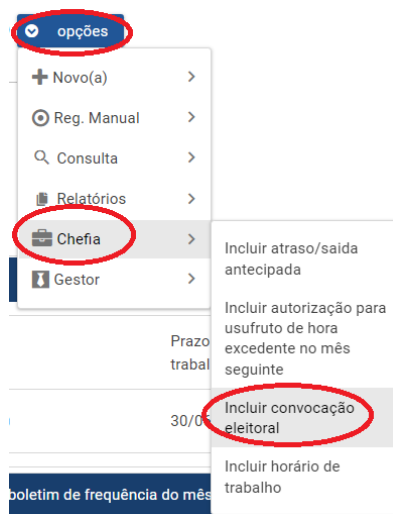 opções
Novo(a)
Reg. Manual
Consulta
Relatórios
Chefia
Gestor
Incluir atraso/saida
antecipada
Incluir autorização para
usufruto de hora
excedente no mês
seguinte
Incluir convocação
eleitoral
Incluir horário de
trabalho
Prazo
trabal
30/0
boletim de frequência do mês